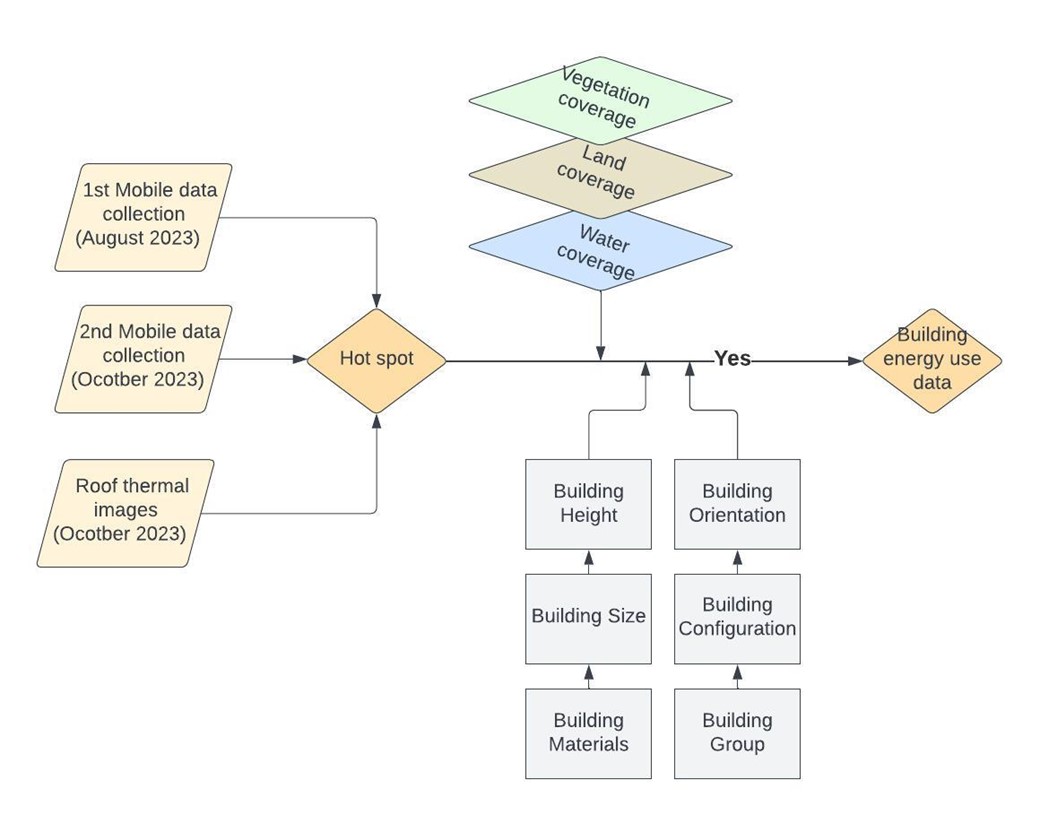 Vegetation
coverage
Land
coverage
Water
coverage
1st Mobile data
collection
(August 2023)
2nd Mobile data
collection
(Ocotber 2023)
Roof thermal
images
(Ocotber 2023)
Hot spot
Yes
Building
energy use
data
Building
Height
Building
Orientation
Building Size
Building
Configuration
Building
Materials
Building
Group